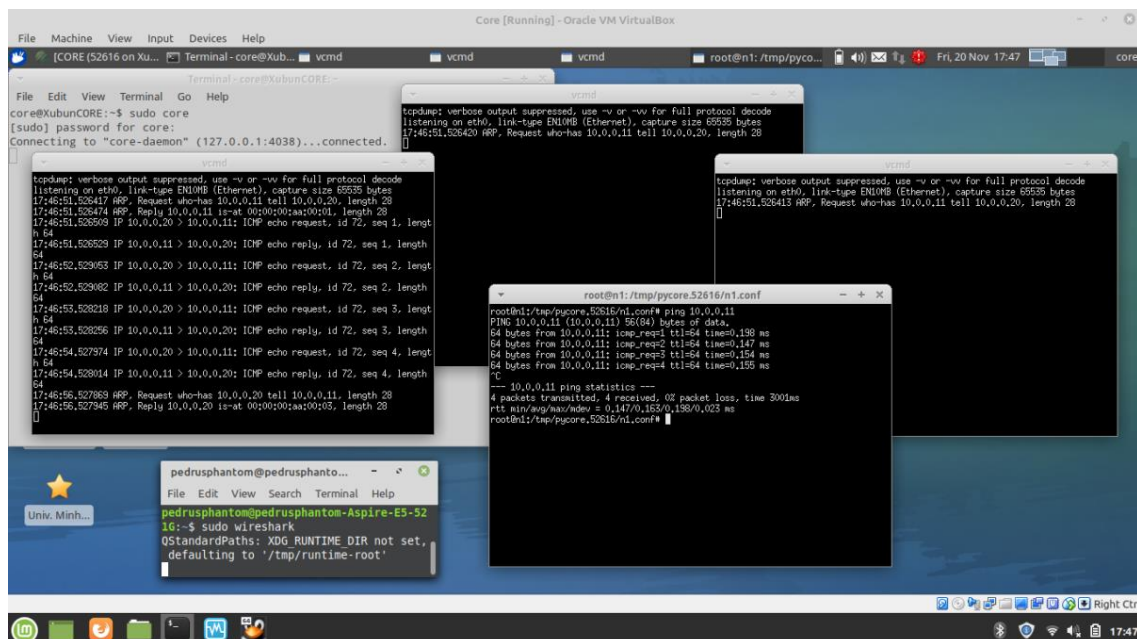 Core [Running] - Oracle VM VirtualBox
File Machine View Input Devices Help
[CORE (52616 on Xu... Terminal - core@Xub... vcmd vcmd vcmd root@n1: /tmp/pyco... Fri, 20 Nov 17:47 core
Terminal - core@XubunCORE: ~
File Edit View Terminal Go Help
core@XubunCORE:~$ sudo core
[sudo] password for core:
Connecting to "core-daemon" (127.0.0.1:4038)...connected.
vcmd
tcpdump: verbose output suppressed, use -v or -vv for full protocol decode
listening on eth0, link-type EN10MB (Ethernet), capture size 65535 bytes
17:46:51.526420 ARP, Request who-has 10.0.0.11 tell 10.0.0.20, length 28
vcmd
tcpdump: verbose output suppressed, use -v or -vv for full protocol decode
listening on eth0, link-type EN10MB (Ethernet), capture size 65535 bytes
17:46:51.526417 ARP, Request who-has 10.0.0.11 tell 10.0.0.20, length 28
17:46:51.526474 ARP, Reply 10.0.0.11 is-at 00:00:00:aa:00:01, length 28
17:46:51.526509 IP 10.0.0.20 > 10.0.0.11: ICMP echo request, id 72, seq 1, lengt
h 64
17:46:51.526529 IP 10.0.0.11 > 10.0.0.20: ICMP echo reply, id 72, seq 1, length
64
17:46:52.529053 IP 10.0.0.20 > 10.0.0.11: ICMP echo request, id 72, seq 2, lengt
h 64
17:46:52.529082 IP 10.0.0.11 > 10.0.0.20: ICMP echo reply, id 72, seq 2, length
64
17:46:53.528218 IP 10.0.0.20 > 10.0.0.11: ICMP echo request, id 72, seq 3, lengt
h 64
17:46:53.528256 IP 10.0.0.11 > 10.0.0.20: ICMP echo reply, id 72, seq 3, length
64
17:46:54.527974 IP 10.0.0.20 > 10.0.0.11: ICMP echo request, id 72, seq 4, lengt
h 64
17:46:54.528014 IP 10.0.0.11 > 10.0.0.20: ICMP echo reply, id 72, seq 4, length
64
17:46:56.527869 ARP, Request who-has 10.0.0.20 tell 10.0.0.11, length 28
17:46:56.527945 ARP, Reply 10.0.0.20 is-at 00:00:00:aa:00:03, length 28
vcmd
tcpdump: verbose output suppressed, use -v or -vv for full protocol decode
listening on eth0, link-type EN10MB (Ethernet), capture size 65535 bytes
17:46:51.526413 ARP, Request who-has 10.0.0.11 tell 10.0.0.20, length 28
root@n1: /tmp/pycore.52616/n1.conf
root@n1:/tmp/pycore.52616/n1.conf# ping 10.0.0.11
PING 10.0.0.11 (10.0.0.11) 56(84) bytes of data.
64 bytes from 10.0.0.11: icmp_req=1 ttl=64 time=0.198 ms
64 bytes from 10.0.0.11: icmp_req=2 ttl=64 time=0.147 ms
64 bytes from 10.0.0.11: icmp_req=3 ttl=64 time=0.154 ms
64 bytes from 10.0.0.11: icmp_req=4 ttl=64 time=0.155 ms
^C
--- 10.0.0.11 ping statistics ---
4 packets transmitted, 4 received, 0% packet loss, time 3001ms
rtt min/avg/max/mdev = 0.147/0.163/0.198/0.023 ms
root@n1:/tmp/pycore.52616/n1.conf#
Univ. Minh...
pedrusphantom@pedrusphanto...
File Edit View Search Terminal Help
pedrusphantom@pedrusphantom-Aspire-E5-52
1G:~$ sudo wireshark
QStandardPaths: XDG_RUNTIME_DIR not set,
defaulting to '/tmp/runtime-root'
Right Ctrl
17:47